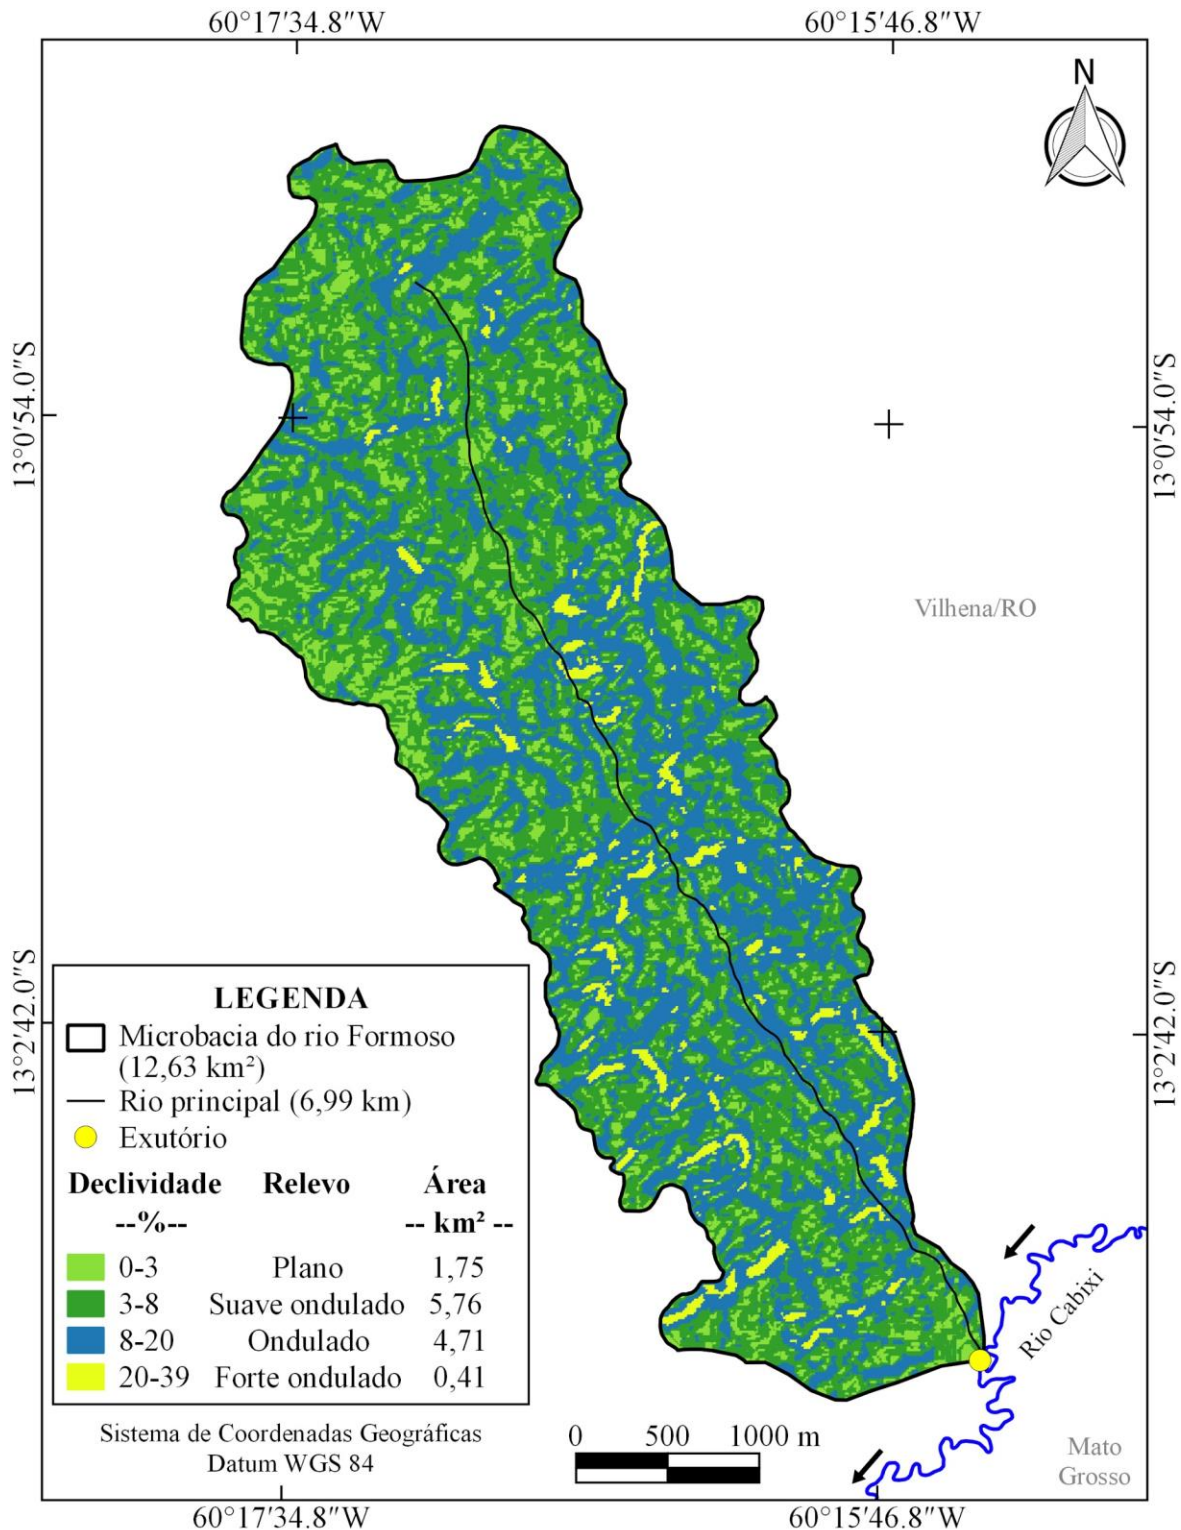 60°17'34.8"W
60°15'46.8"W
N
13°0'54.0"S
13°0'54.0"S
Vilhena/RO
13°2'42.0"S
13°2'42.0"S
LEGENDA
Microbacia do rio Formoso
(12,63 km²)
Rio principal (6,99 km)
Exutório
Declividade Relevo Área
--%-- -- km² --
0-3 Plano 1,75
3-8 Suave ondulado 5,76
8-20 Ondulado 4,71
20-39 Forte ondulado 0,41
Rio Cabixi
Sistema de Coordenadas Geográficas
Datum WGS 84
0 500 1000 m
Mato
Grosso
60°17'34.8"W
60°15'46.8"W